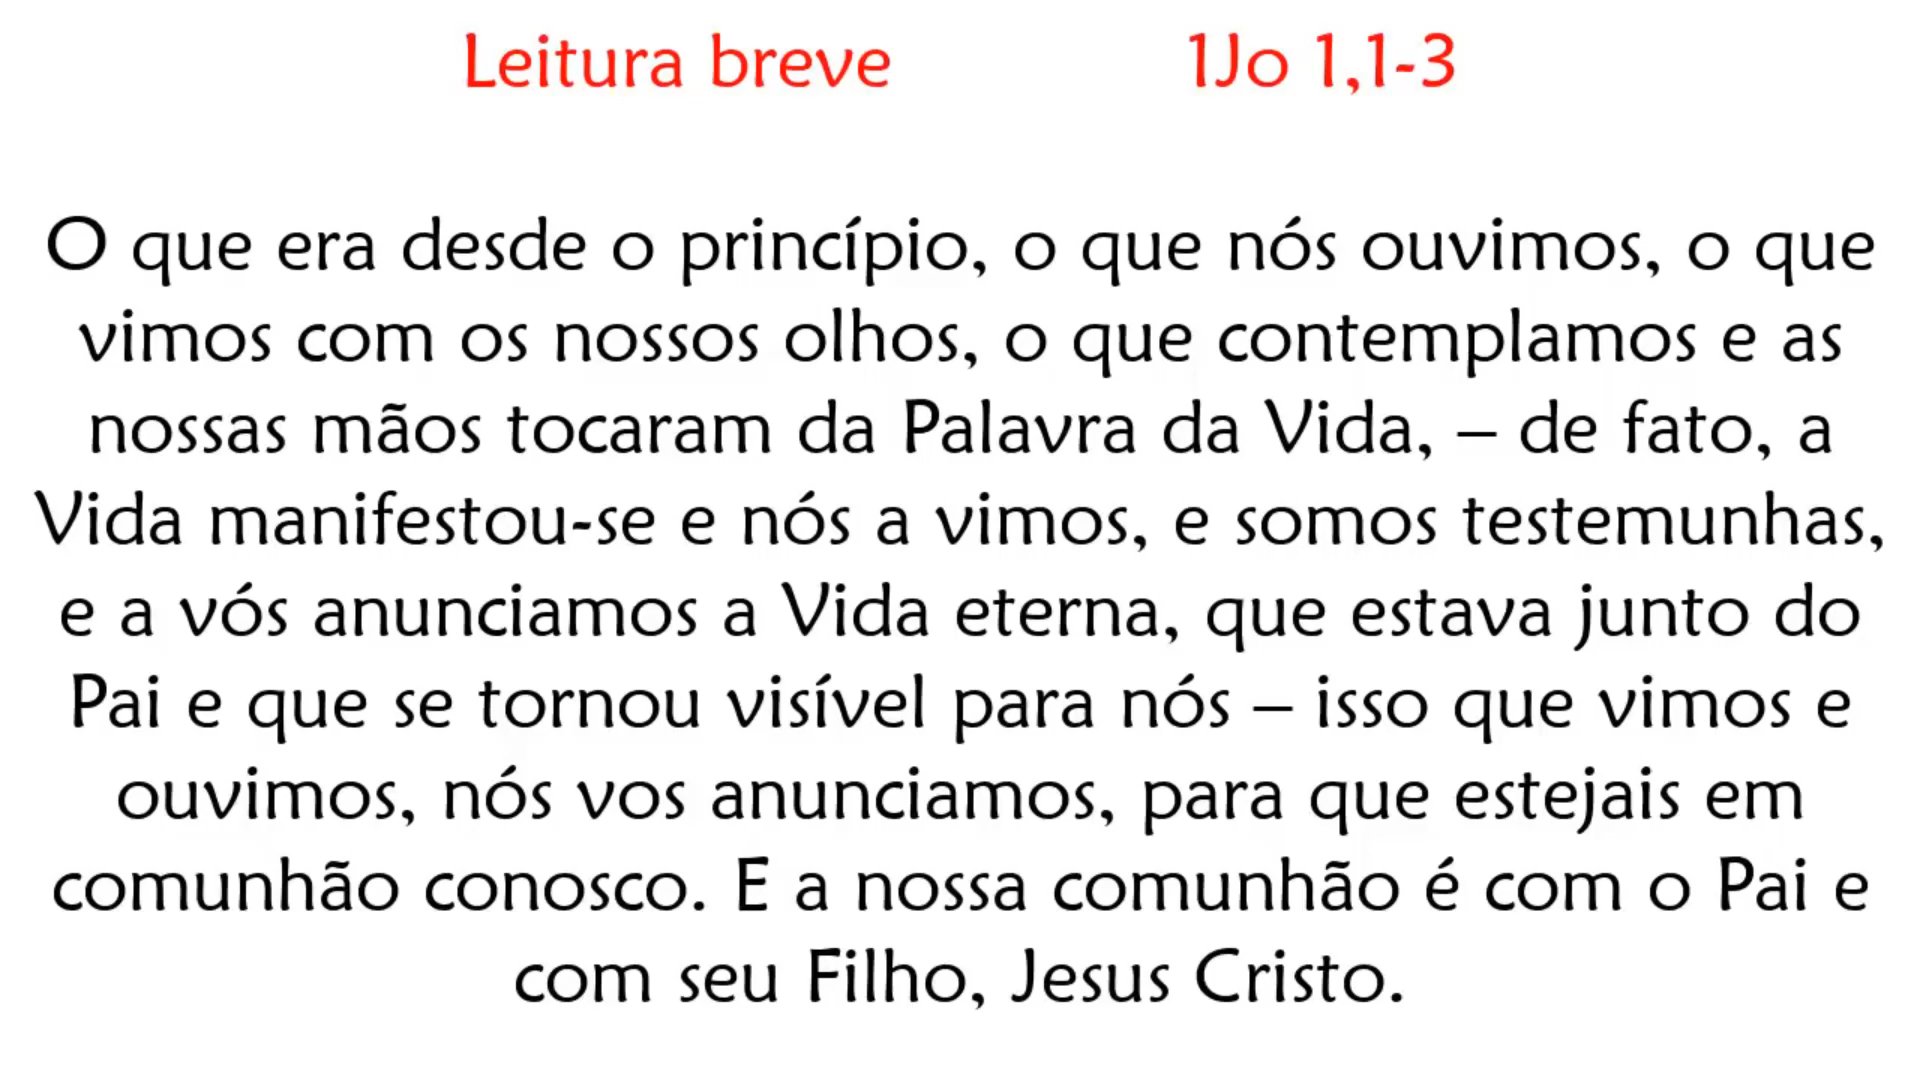 Leitura breve 1Jo 1,1-3
O que era desde o princípio, o que nós ouvimos, o que
vimos com os nossos olhos, o que contemplamos e as
nossas mãos tocaram da Palavra da Vida, – de fato, a
Vida manifestou-se e nós a vimos, e somos testemunhas,
e a vós anunciamos a Vida eterna, que estava junto do
Pai e que se tornou visível para nós – isso que vimos e
ouvimos, nós vos anunciamos, para que estejais em
comunhão conosco. E a nossa comunhão é com o Pai e
com seu Filho, Jesus Cristo.